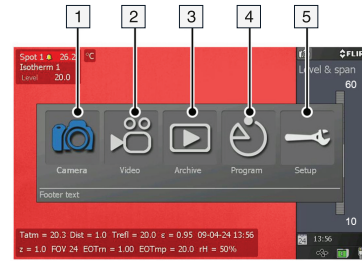 1 2 3 4 5
Spot 1 26.2 °C
Isotherm 1
Level 20.0
FLIR
Level & span
60
Camera Video Archive Program Setup
Footer text
10
Tatm = 20.3 Dist = 1.0 Trefl = 20.0 ε = 0.95 09-04-24 13:56
z = 1.0 FOV 24 EOTrn = 1.00 EOTmp = 20.0 rH = 50%
24 13:56